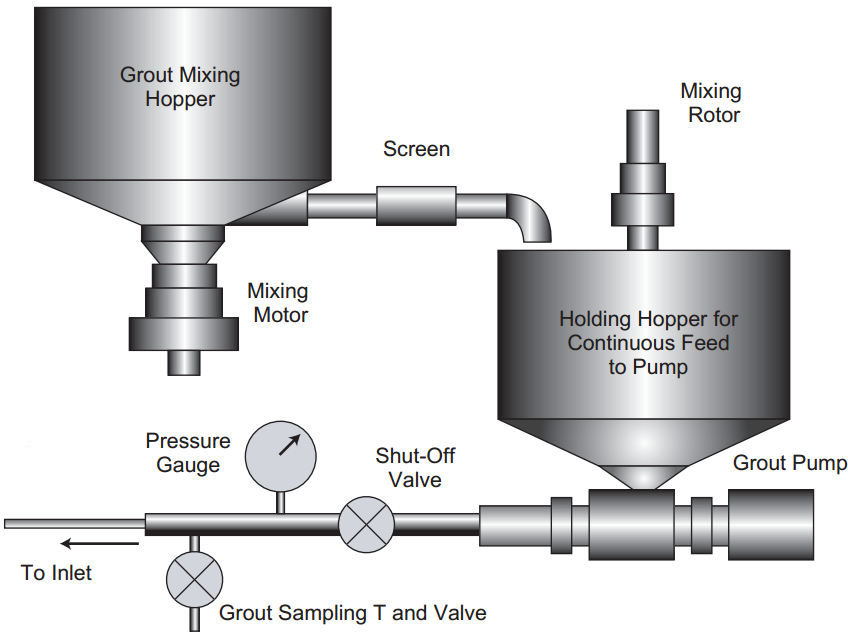 Grout Mixing
Hopper
Mixing
Rotor
Screen
Mixing
Motor
Holding Hopper for
Continuous Feed
to Pump
Pressure
Gauge
Shut-Off
Valve
Grout Pump
To Inlet
Grout Sampling T and Valve